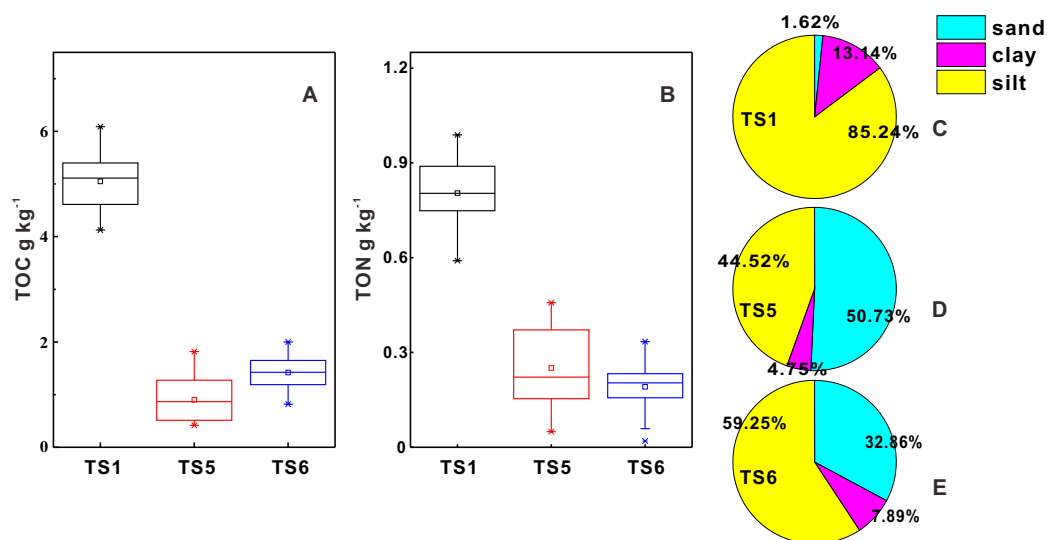 A
TOC g kg⁻¹
6
4
2
0
TS1 TS5 TS6
B
TON g kg⁻¹
1.2
0.9
0.6
0.3
0
TS1 TS5 TS6
1.62%
13.14%
TS1
85.24%
C
sand
clay
silt
44.52%
TS5
50.73%
D
4.75%
59.25%
32.86%
TS6
E
7.89%